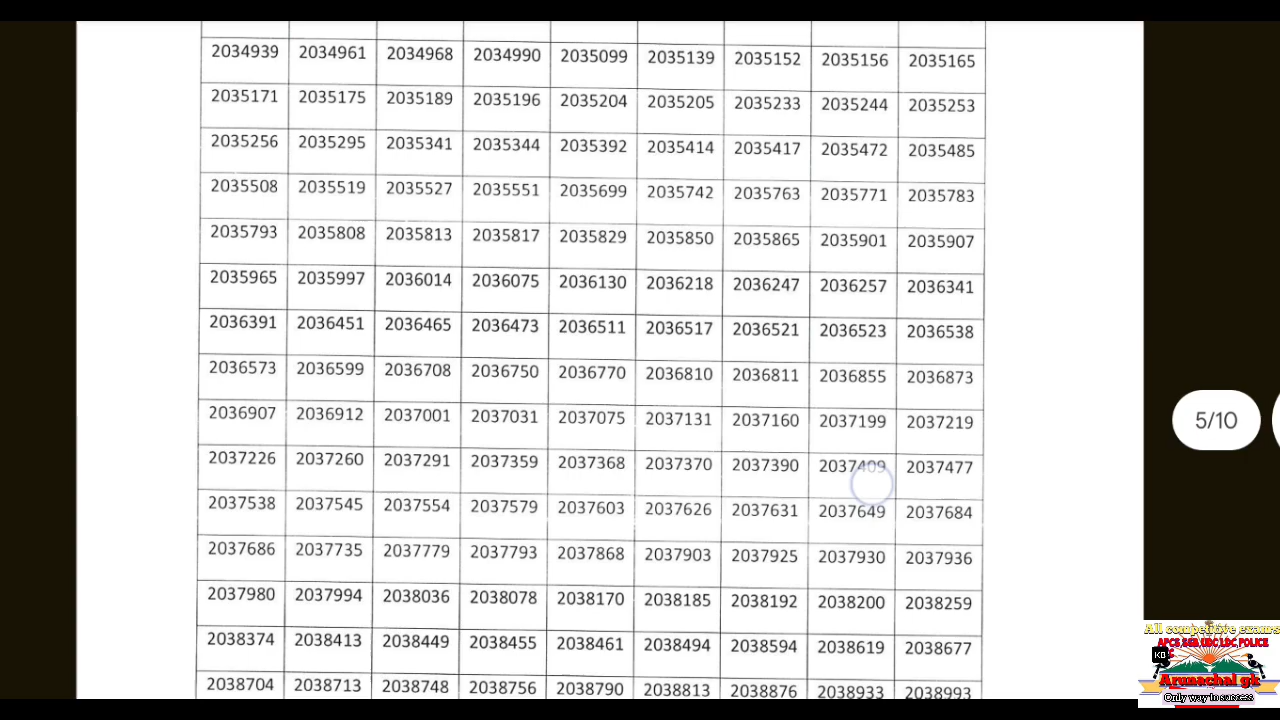 2034939 2034961 2034968 2034990 2035099 2035139 2035152 2035156 2035165
2035171 2035175 2035189 2035196 2035204 2035205 2035233 2035244 2035253
2035256 2035295 2035341 2035344 2035392 2035414 2035417 2035472 2035485
2035508 2035519 2035527 2035551 2035699 2035742 2035763 2035771 2035783
2035793 2035808 2035813 2035817 2035829 2035850 2035865 2035901 2035907
2035965 2035997 2036014 2036075 2036130 2036218 2036247 2036257 2036341
2036391 2036451 2036465 2036473 2036511 2036517 2036521 2036523 2036538
2036573 2036599 2036708 2036750 2036770 2036810 2036811 2036855 2036873
2036907 2036912 2037001 2037031 2037075 2037131 2037160 2037199 2037219
5/10
2037226 2037260 2037291 2037359 2037368 2037370 2037390 2037409 2037477
2037538 2037545 2037554 2037579 2037603 2037626 2037631 2037649 2037684
2037686 2037735 2037779 2037793 2037868 2037903 2037925 2037930 2037936
2037980 2037994 2038036 2038078 2038170 2038185 2038192 2038200 2038259
2038374 2038413 2038449 2038455 2038461 2038494 2038594 2038619 2038677
2038704 2038713 2038748 2038756 2038790 2038813 2038876 2038933 2038993
All competitive exams
POLICE
Arunachal gk
Only way to success